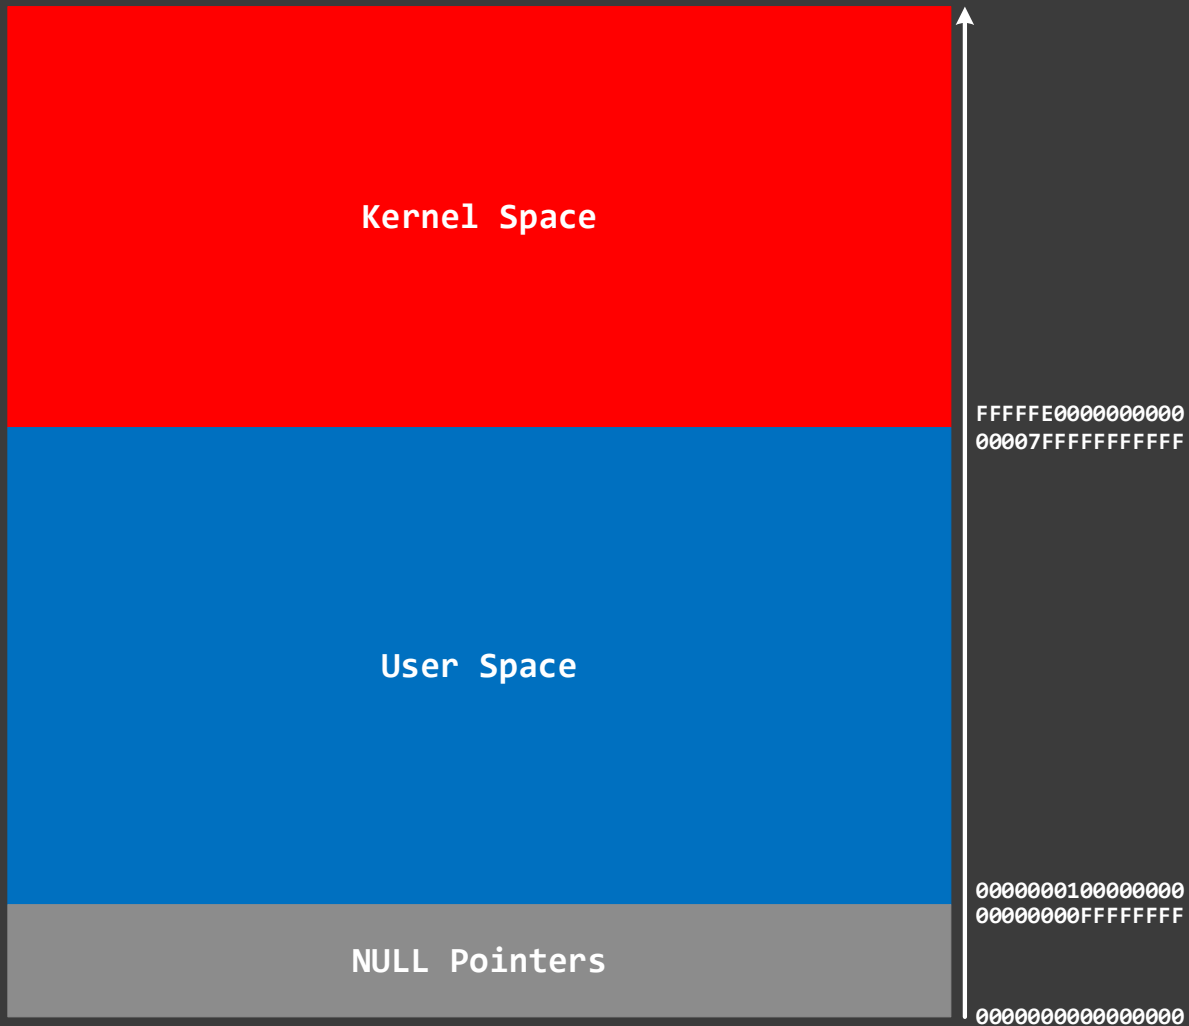 Kernel Space
FFFFFE0000000000
00007FFFFFFFFFFF
User Space
0000000100000000
00000000FFFFFFFF
NULL Pointers
0000000000000000